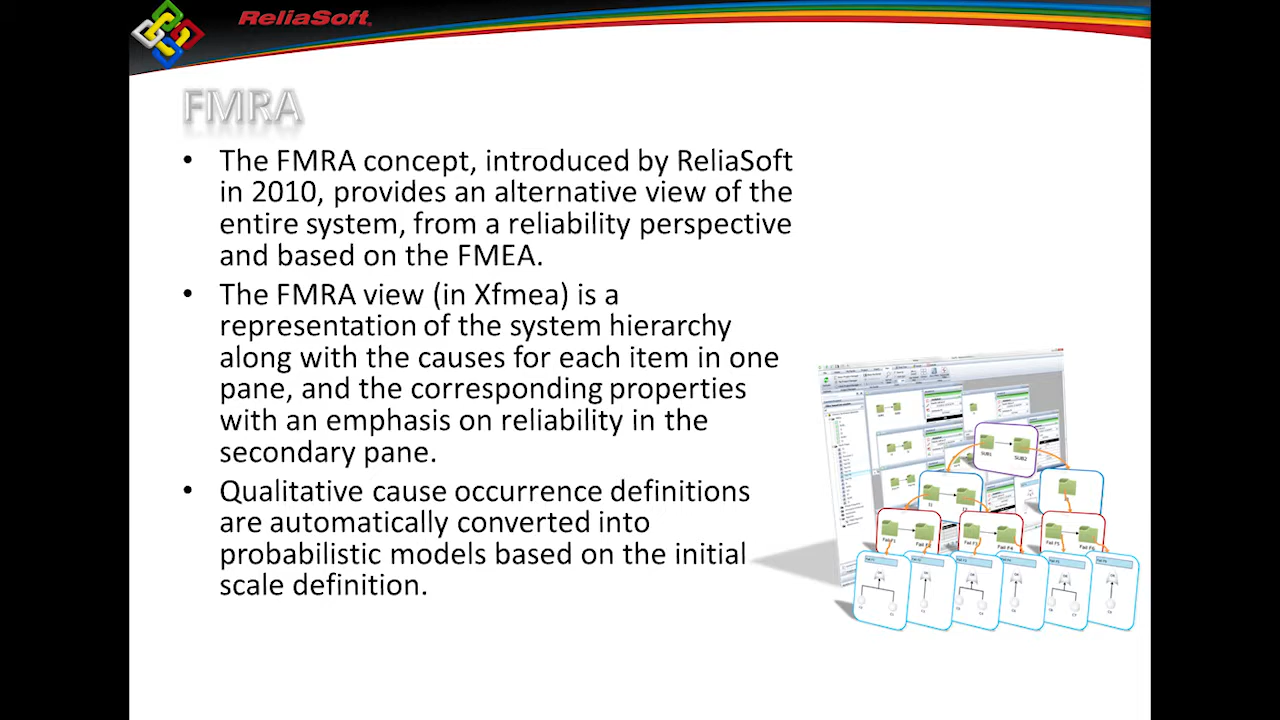 ReliaSoft
FMRA
• The FMRA concept, introduced by ReliaSoft
in 2010, provides an alternative view of the
entire system, from a reliability perspective
and based on the FMEA.
• The FMRA view (in Xfmea) is a
representation of the system hierarchy
along with the causes for each item in one
pane, and the corresponding properties
with an emphasis on reliability in the
secondary pane.
• Qualitative cause occurrence definitions
are automatically converted into
probabilistic models based on the initial
scale definition.
SUB1
SUB2